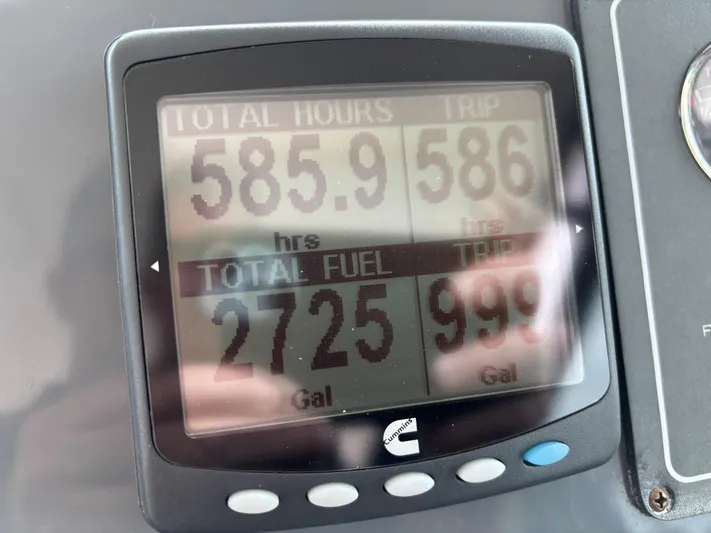 TOTAL HOURS TRIP
585.9 586
hrs hrs
TOTAL FUEL TRIP
2725 999
Gal Gal
Cummins